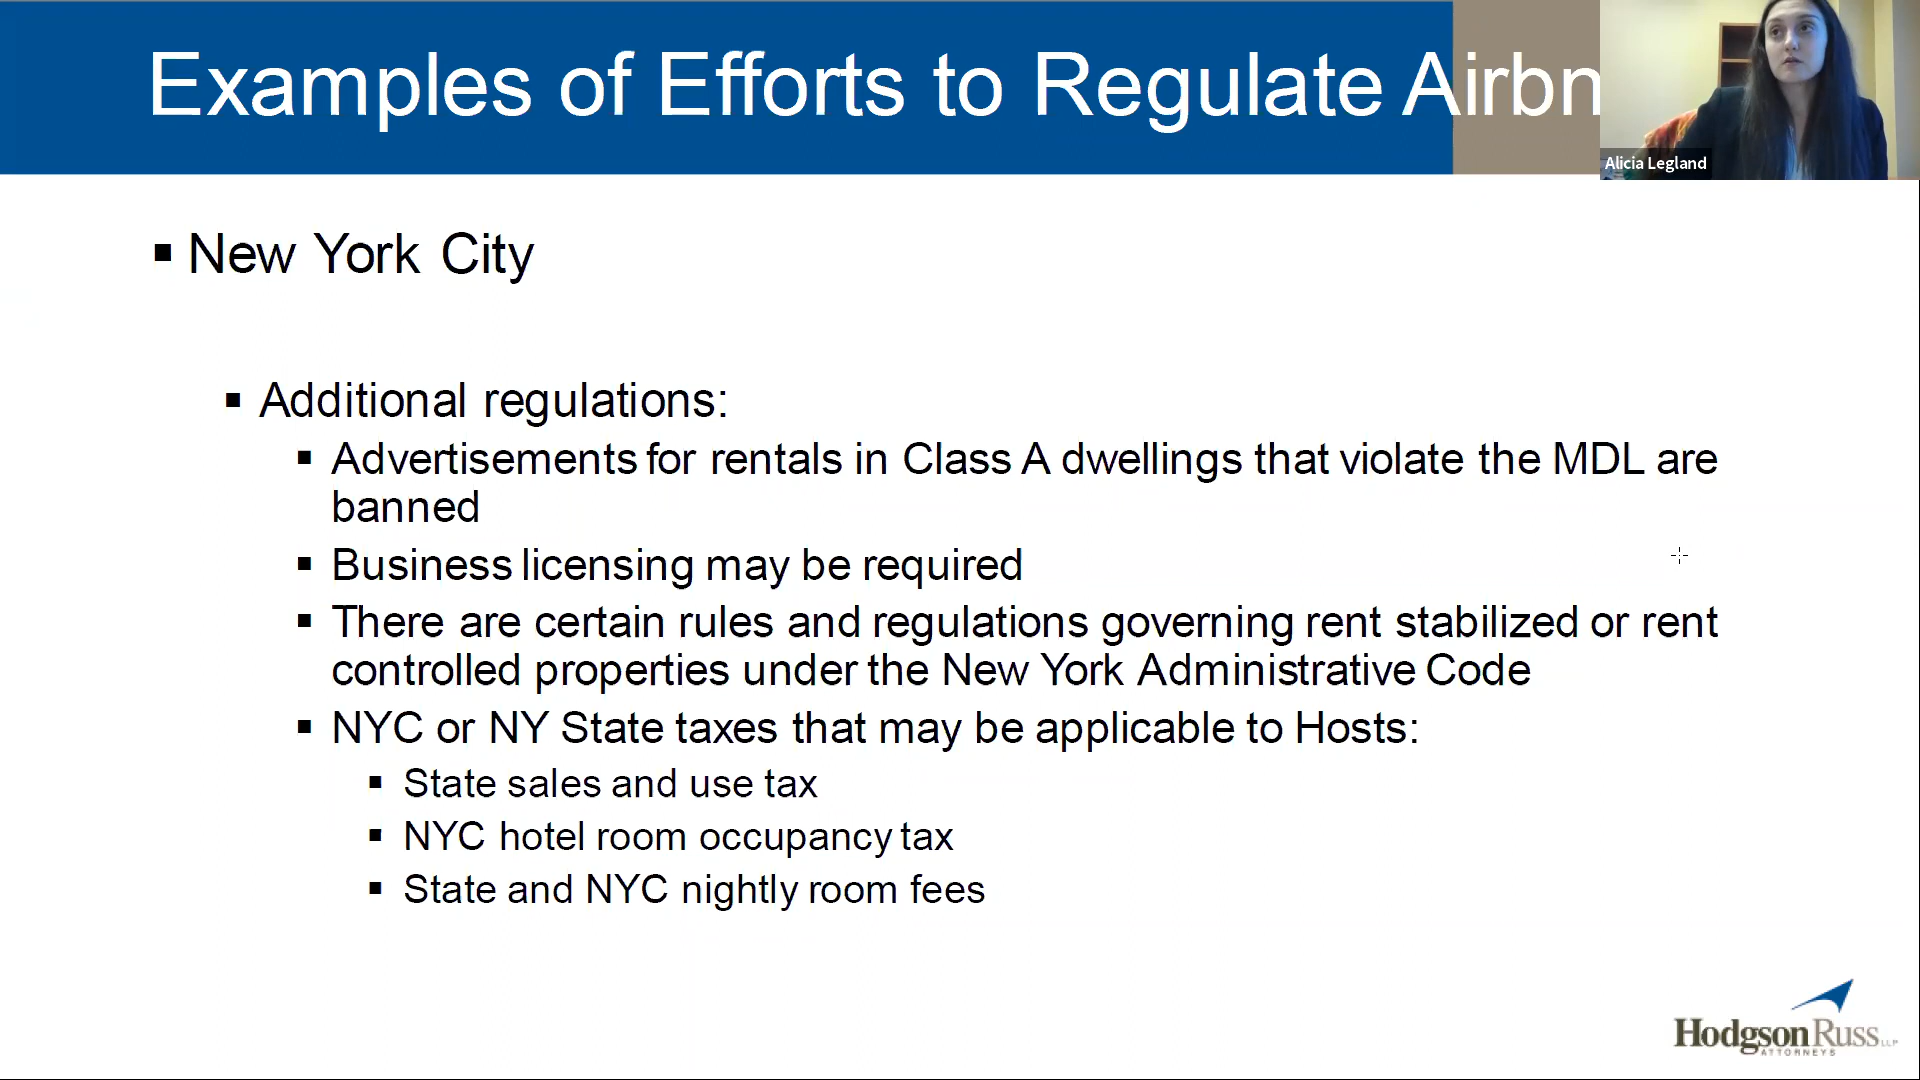 Examples of Efforts to Regulate Airbn
Alicia Legland
▪ New York City
▪ Additional regulations:
▪ Advertisements for rentals in Class A dwellings that violate the MDL are
banned
▪ Business licensing may be required
▪ There are certain rules and regulations governing rent stabilized or rent
controlled properties under the New York Administrative Code
▪ NYC or NY State taxes that may be applicable to Hosts:
▪ State sales and use tax
▪ NYC hotel room occupancy tax
▪ State and NYC nightly room fees
HodgsonRuss LLP
ATTORNEYS